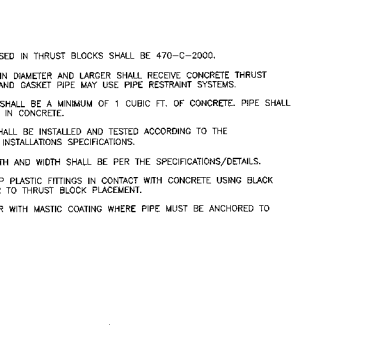 SED IN THRUST BLOCKS SHALL BE 470-C-2000.
IN DIAMETER AND LARGER SHALL RECEIVE CONCRETE THRUST
AND GASKET PIPE MAY USE PIPE RESTRAINT SYSTEMS.
SHALL BE A MINIMUM OF 1 CUBIC FT. OF CONCRETE. PIPE SHALL
IN CONCRETE.
HALL BE INSTALLED AND TESTED ACCORDING TO THE
INSTALLATIONS SPECIFICATIONS.
TH AND WIDTH SHALL BE PER THE SPECIFICATIONS/DETAILS.
P PLASTIC FITTINGS IN CONTACT WITH CONCRETE USING BLACK
TO THRUST BLOCK PLACEMENT.
R WITH MASTIC COATING WHERE PIPE MUST BE ANCHORED TO